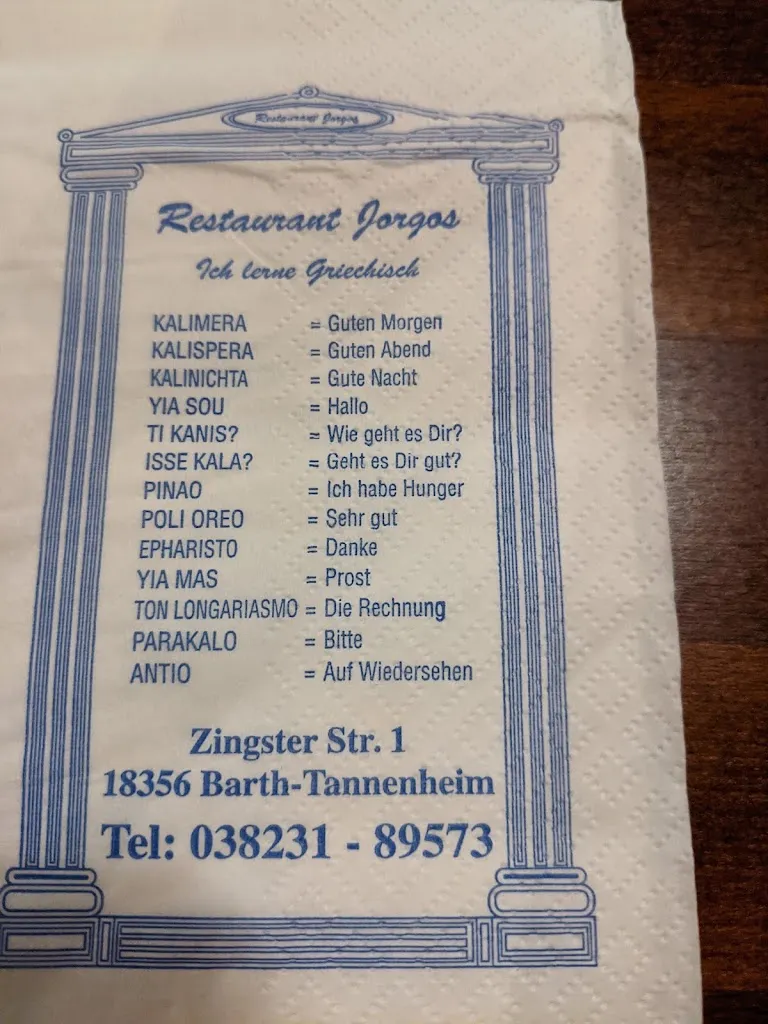 Restaurant Jorgos
Restaurant Jorgos
Ich lerne Griechisch
KALIMERA = Guten Morgen
KALISPERA = Guten Abend
KALINICHTA = Gute Nacht
YIA SOU = Hallo
TI KANIS? = Wie geht es Dir?
ISSE KALA? = Geht es Dir gut?
PINAO = Ich habe Hunger
POLI OREO = Sehr gut
EPHARISTO = Danke
YIA MAS = Prost
TON LONGARIASMO = Die Rechnung
PARAKALO = Bitte
ANTIO = Auf Wiedersehen
Zingster Str. 1
18356 Barth-Tannenheim
Tel: 038231 - 89573